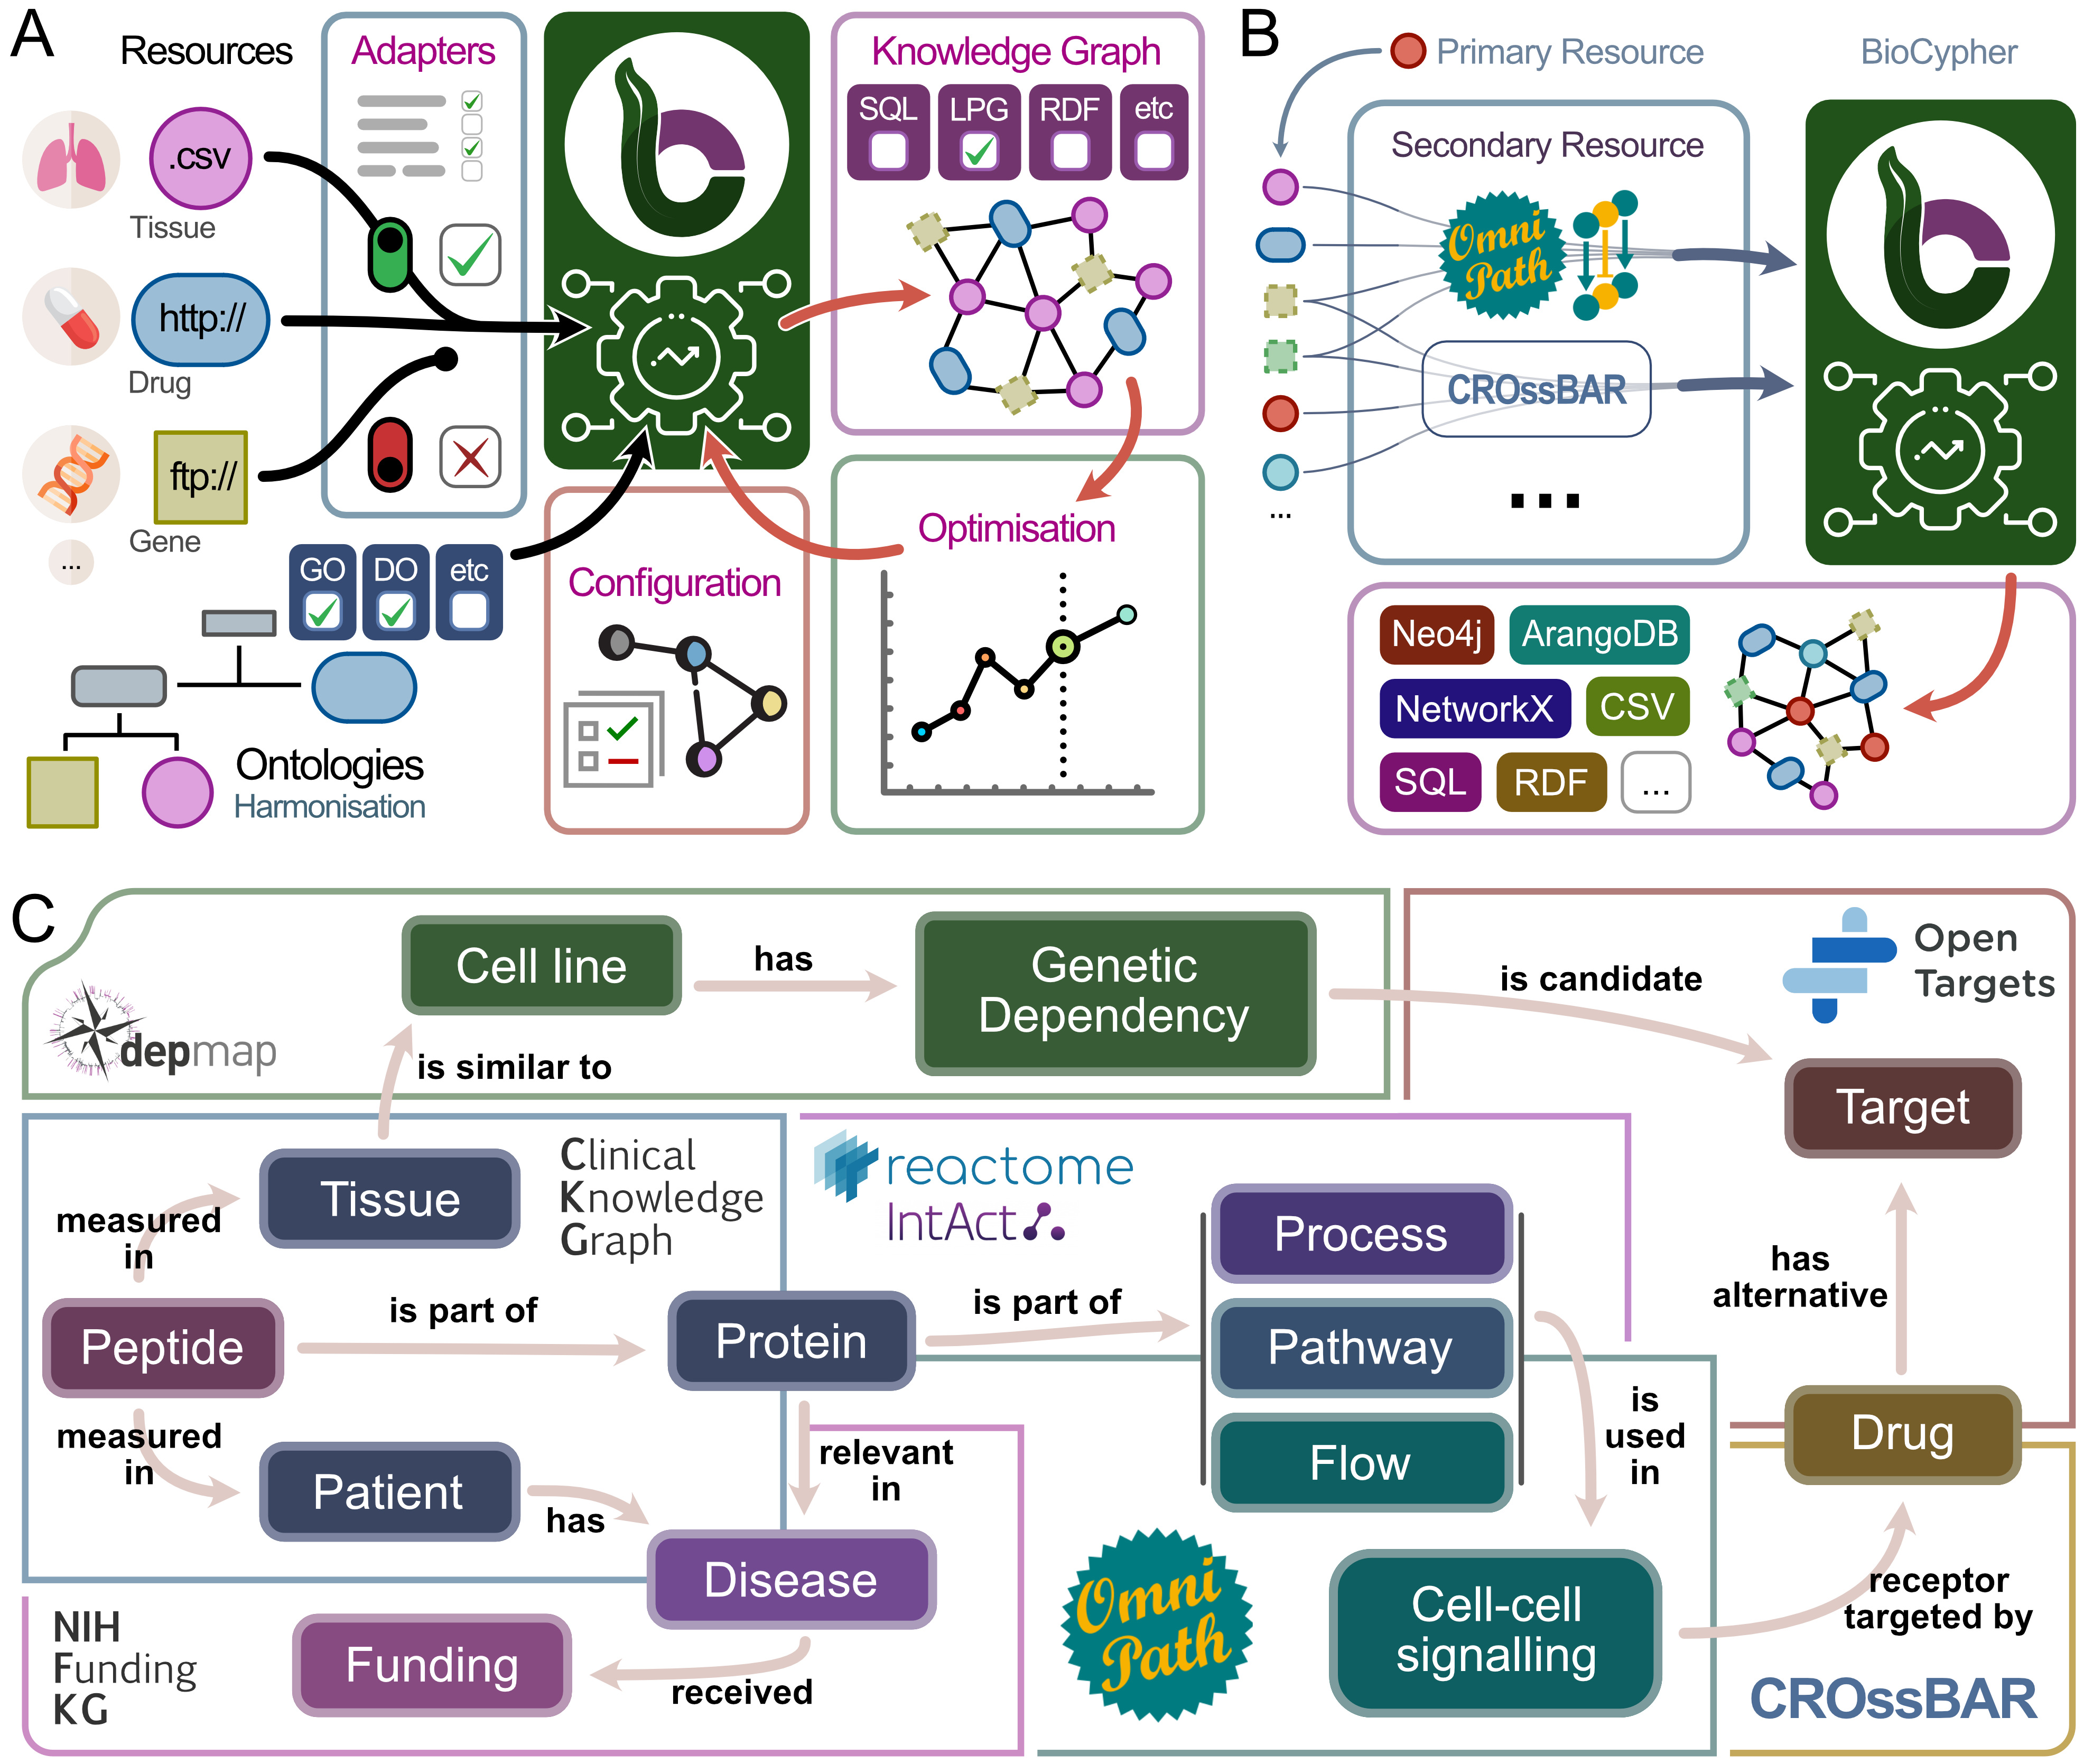 A
Resources
Adapters
.csv
Tissue
http://
Drug
ftp://
Gene
...
GO
DO
etc
Ontologies
Harmonisation
Configuration
Knowledge Graph
SQL
LPG
RDF
etc
Optimisation
B
Primary Resource
BioCypher
Secondary Resource
Omni
Path
CROssBAR
...
...
Neo4j
ArangoDB
NetworkX
CSV
SQL
RDF
...
C
depmap
Cell line
has
Genetic
Dependency
is candidate
Open
Targets
Target
is similar to
Tissue
Clinical
Knowledge
Graph
measured
in
Peptide
is part of
Protein
measured
in
Patient
has
relevant
in
Disease
reactome
IntAct
is part of
Process
Pathway
Flow
is
used
in
has
alternative
Drug
NIH
Funding
KG
Funding
received
Omni
Path
Cell-cell
signalling
receptor
targeted by
CROssBAR